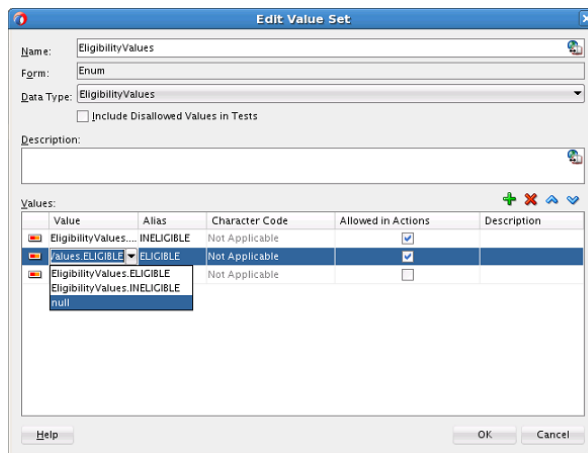 Edit Value Set
Name: EligibilityValues
Form: Enum
Data Type: EligibilityValues
Include Disallowed Values in Tests
Description:
Values:
Value Alias Character Code Allowed in Actions Description
EligibilityValues.... INELIGIBLE Not Applicable
Values.ELIGIBLE ELIGIBLE Not Applicable
EligibilityValues.ELIGIBLE Not Applicable
EligibilityValues.INELIGIBLE
null
Help OK Cancel